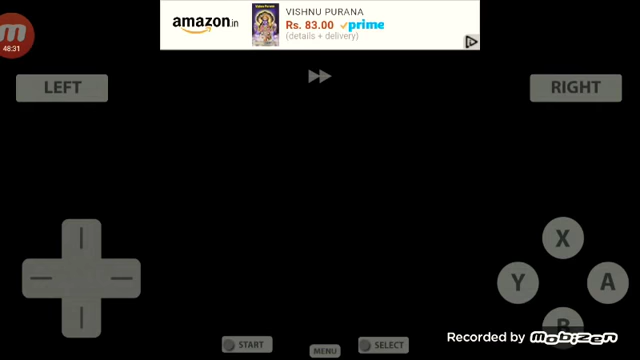 amazon.in
VISHNU PURANA
Rs. 83.00 prime
(details + delivery)
48:31
LEFT
RIGHT
X
Y
A
B
START
MENU
SELECT
Recorded by Mobizen